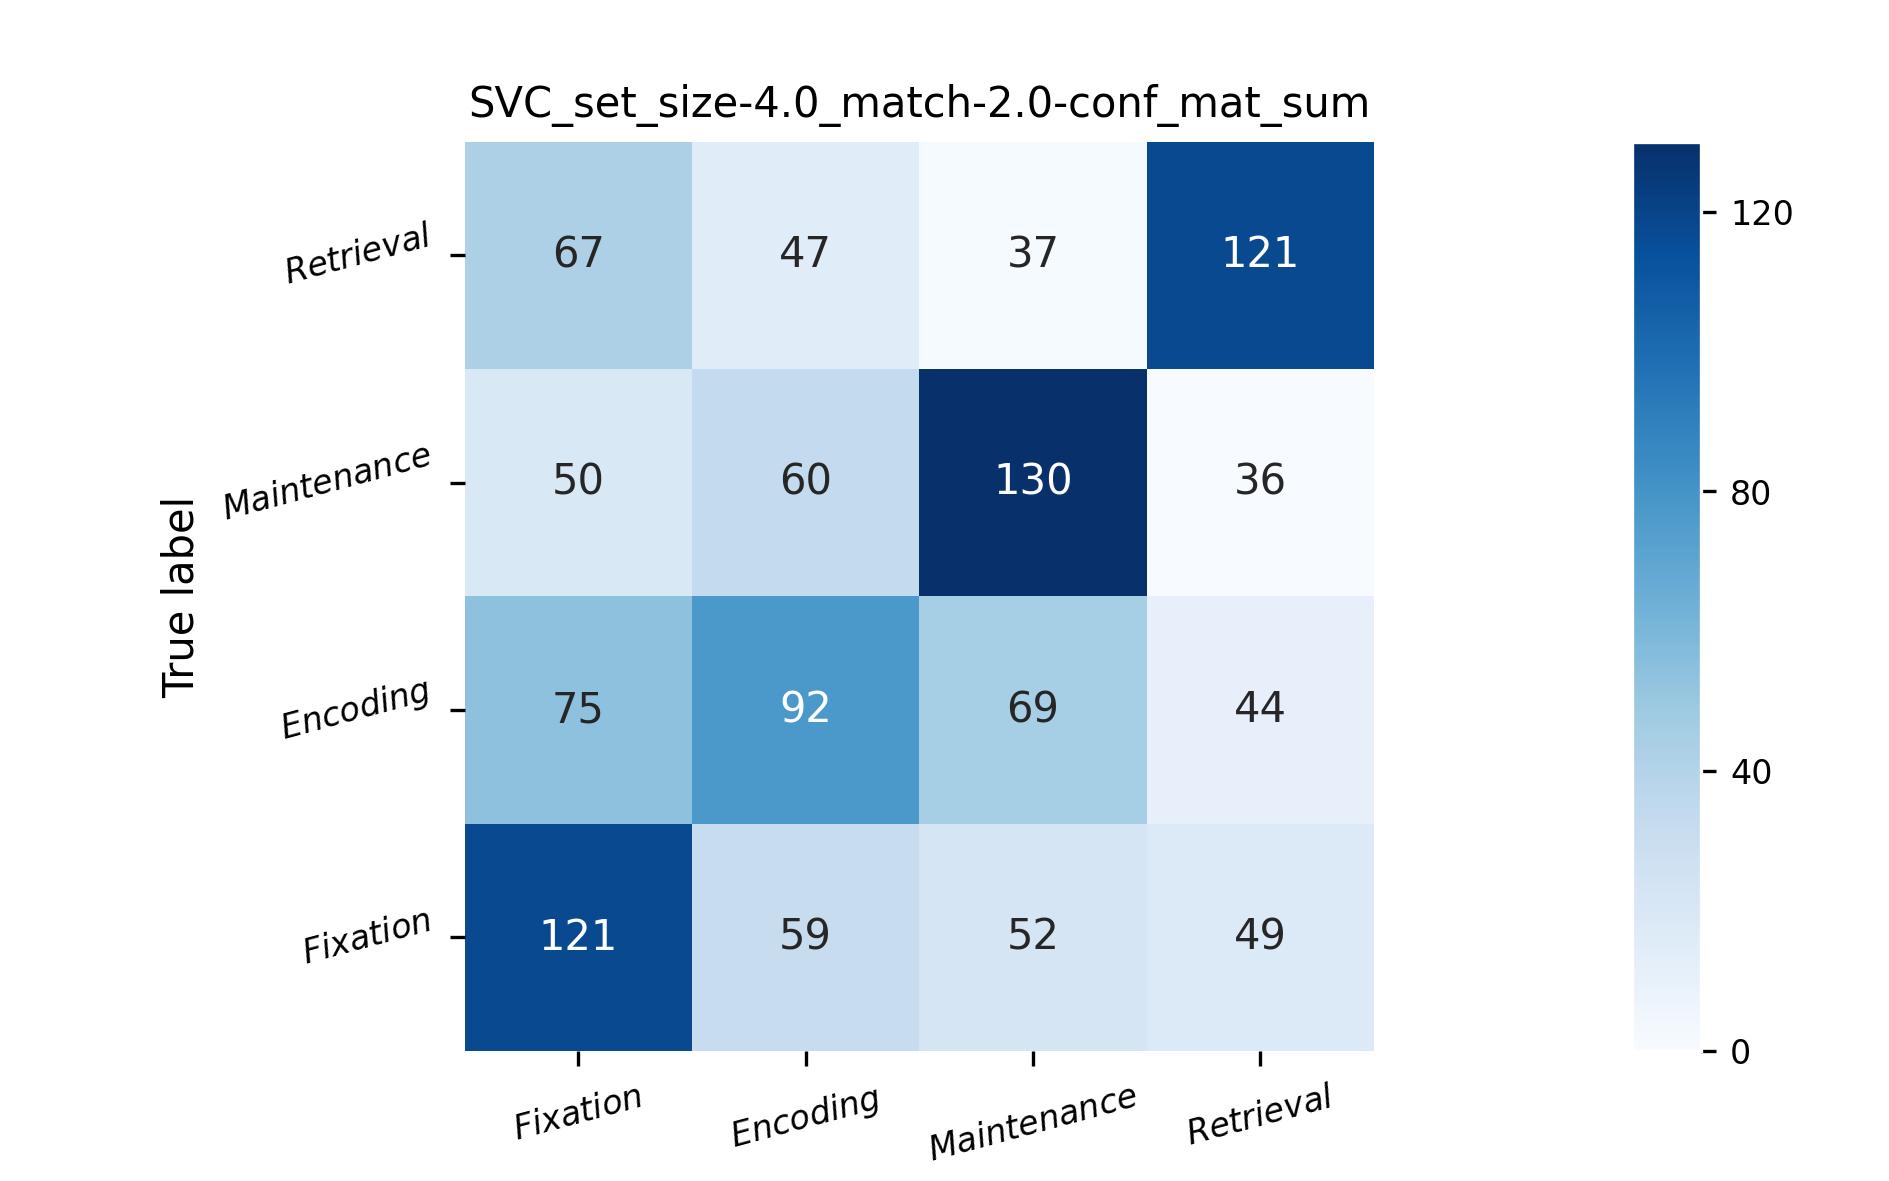 SVC_set_size-4.0_match-2.0-conf_mat_sum
True label
Retrieval 67 47 37 121
Maintenance 50 60 130 36
Encoding 75 92 69 44
Fixation 121 59 52 49
Fixation Encoding Maintenance Retrieval
120
80
40
0